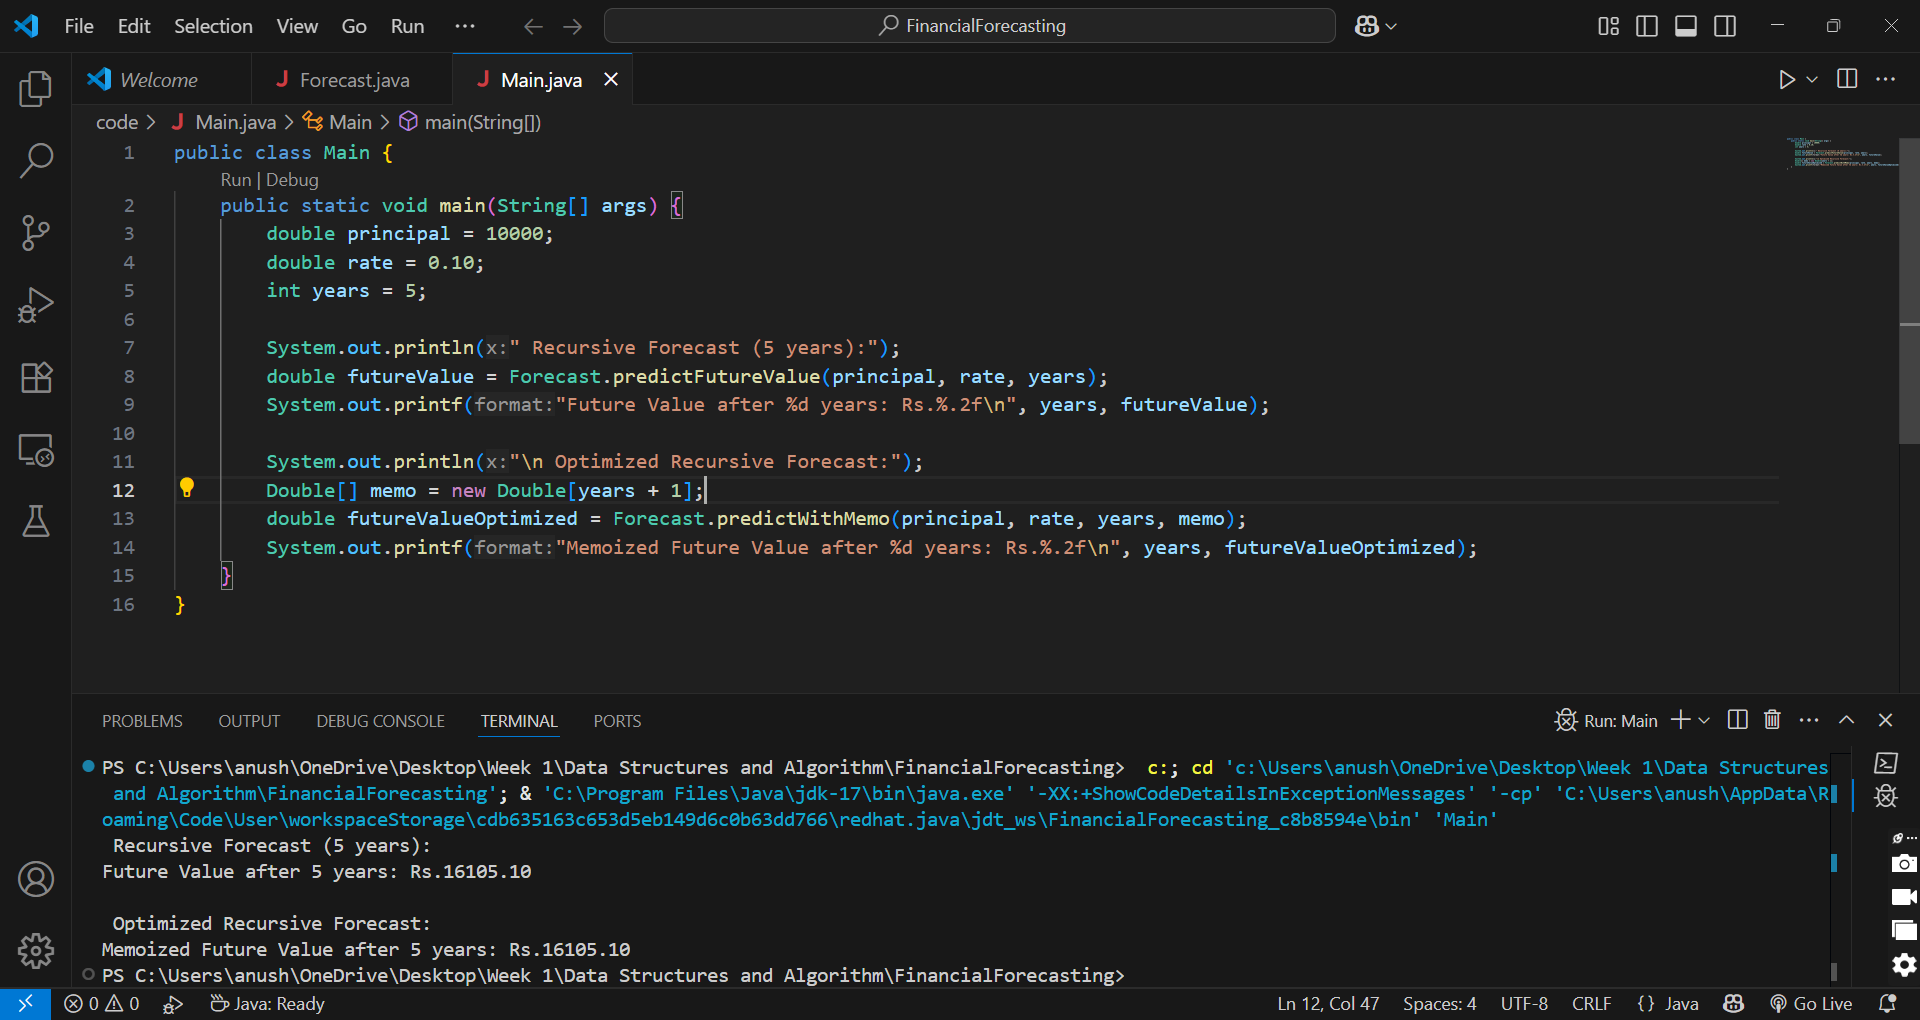 File Edit Selection View Go Run ··· FinancialForecasting
Welcome Forecast.java Main.java
code > Main.java > Main > main(String[])
1 public class Main {
Run | Debug
2 public static void main(String[] args) {
3 double principal = 10000;
4 double rate = 0.10;
5 int years = 5;
6
7 System.out.println(x:" Recursive Forecast (5 years):");
8 double futureValue = Forecast.predictFutureValue(principal, rate, years);
9 System.out.printf(format:"Future Value after %d years: Rs.%.2f\n", years, futureValue);
10
11 System.out.println(x:"\n Optimized Recursive Forecast:");
12 Double[] memo = new Double[years + 1];
13 double futureValueOptimized = Forecast.predictWithMemo(principal, rate, years, memo);
14 System.out.printf(format:"Memoized Future Value after %d years: Rs.%.2f\n", years, futureValueOptimized);
15 }
16 }
PROBLEMS OUTPUT DEBUG CONSOLE TERMINAL PORTS Run: Main
PS C:\Users\anush\OneDrive\Desktop\Week 1\Data Structures and Algorithm\FinancialForecasting> c:; cd 'c:\Users\anush\OneDrive\Desktop\Week 1\Data Structures
and Algorithm\FinancialForecasting'; & 'C:\Program Files\Java\jdk-17\bin\java.exe' '-XX:+ShowCodeDetailsInExceptionMessages' '-cp' 'C:\Users\anush\AppData\R
oaming\Code\User\workspaceStorage\cdb635163c653d5eb149d6c0b63dd766\redhat.java\jdt_ws\FinancialForecasting_c8b8594e\bin' 'Main'
Recursive Forecast (5 years):
Future Value after 5 years: Rs.16105.10
Optimized Recursive Forecast:
Memoized Future Value after 5 years: Rs.16105.10
PS C:\Users\anush\OneDrive\Desktop\Week 1\Data Structures and Algorithm\FinancialForecasting>
0 0 Java: Ready Ln 12, Col 47 Spaces: 4 UTF-8 CRLF {} Java Go Live